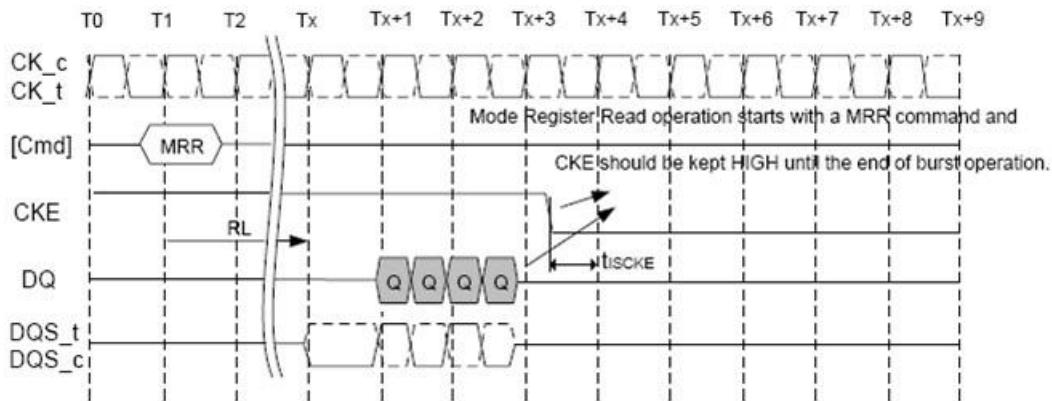 T0 T1 T2 Tx Tx+1 Tx+2 Tx+3 Tx+4 Tx+5 Tx+6 Tx+7 Tx+8 Tx+9
CK_c
CK_t
Mode Register Read operation starts with a MRR command and
[Cmd] MRR
CKE should be kept HIGH until the end of burst operation.
CKE
RL
tISCKE
DQ Q Q Q Q
DQS_t
DQS_c